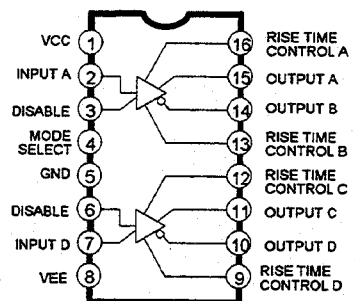 VCC 1
INPUT A 2
DISABLE 3
MODE
SELECT 4
GND 5
DISABLE 6
INPUT D 7
VEE 8
16 RISE TIME
CONTROL A
15 OUTPUT A
14 OUTPUT B
13 RISE TIME
CONTROL B
12 RISE TIME
CONTROL C
11 OUTPUT C
10 OUTPUT D
9 RISE TIME
CONTROL D